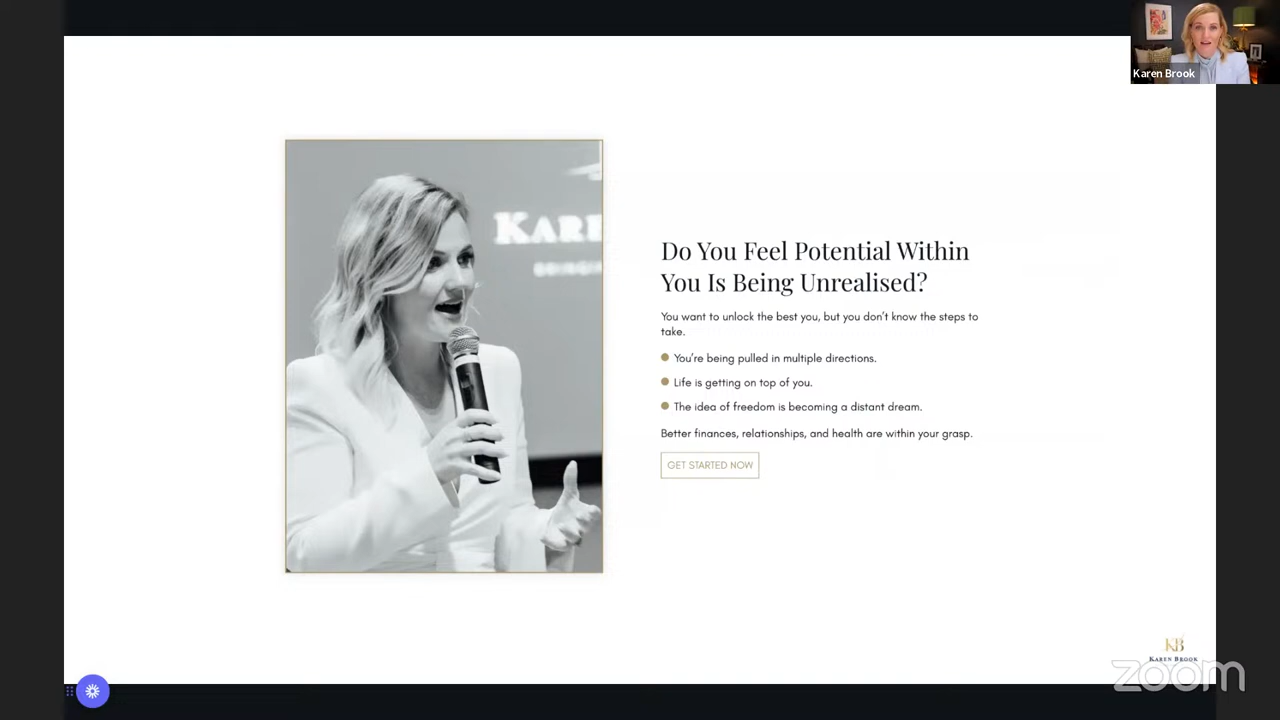 Karen Brook
KARE
Do You Feel Potential Within
You Is Being Unrealised?
You want to unlock the best you, but you don't know the steps to
take.
You're being pulled in multiple directions.
Life is getting on top of you.
The idea of freedom is becoming a distant dream.
Better finances, relationships, and health are within your grasp.
GET STARTED NOW
KB
KAREN BROOK
zoom